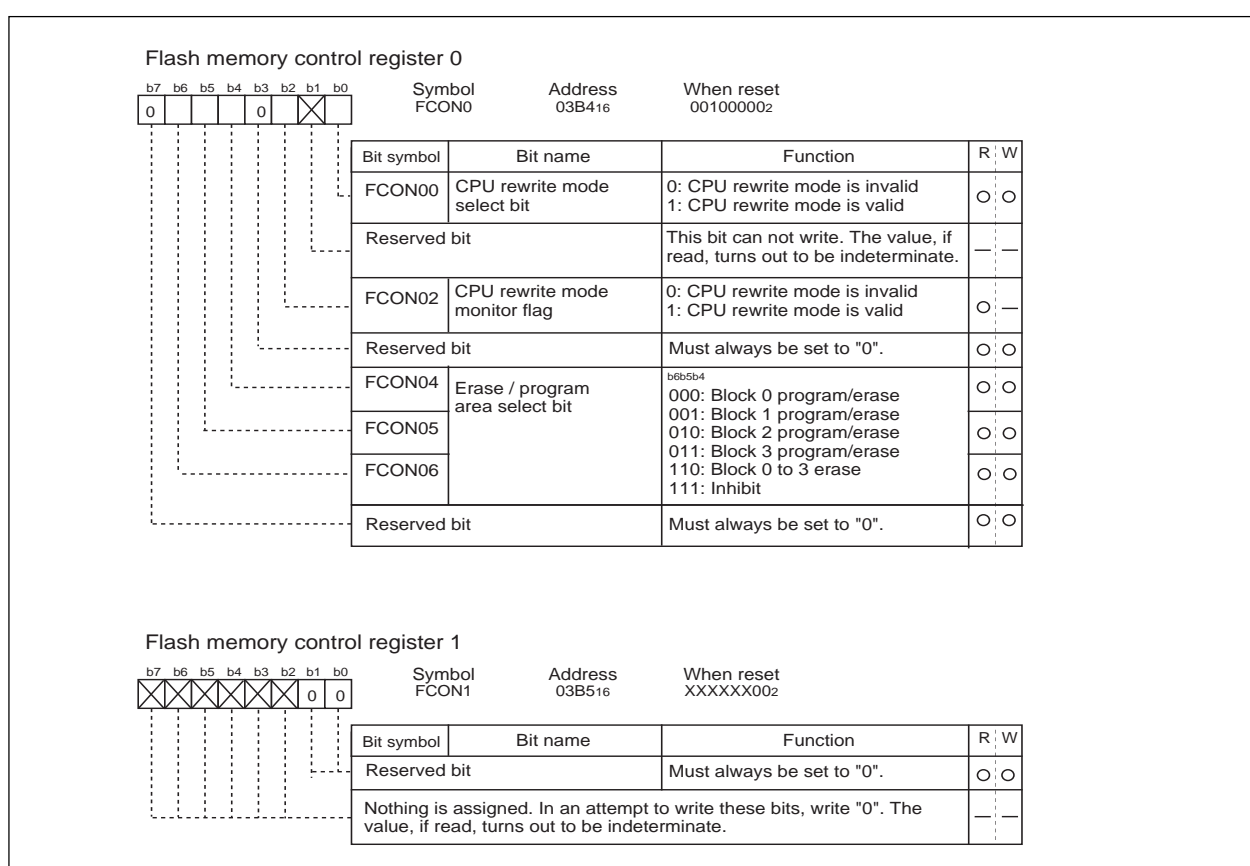 Flash memory control register 0
b7 b6 b5 b4 b3 b2 b1 b0
0 0
Symbol Address When reset
FCON0 03B416 001000002
Bit symbol Bit name Function R W
FCON00 CPU rewrite mode select bit 0: CPU rewrite mode is invalid
1: CPU rewrite mode is valid
Reserved bit This bit can not write. The value, if
read, turns out to be indeterminate.
FCON02 CPU rewrite mode monitor flag 0: CPU rewrite mode is invalid
1: CPU rewrite mode is valid
Reserved bit Must always be set to "0".
FCON04 Erase / program area select bit b6b5b4
000: Block 0 program/erase
001: Block 1 program/erase
FCON05 010: Block 2 program/erase
011: Block 3 program/erase
FCON06 110: Block 0 to 3 erase
111: Inhibit
Reserved bit Must always be set to "0".
Flash memory control register 1
b7 b6 b5 b4 b3 b2 b1 b0
0 0
Symbol Address When reset
FCON1 03B516 XXXXXX002
Bit symbol Bit name Function R W
Reserved bit Must always be set to "0".
Nothing is assigned. In an attempt to write these bits, write "0". The
value, if read, turns out to be indeterminate.